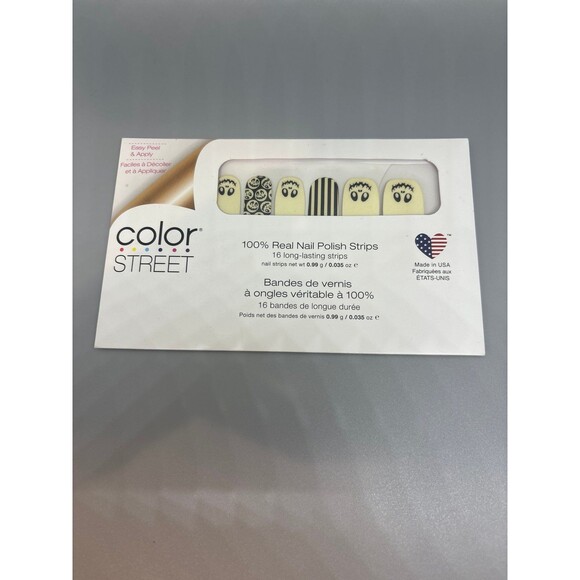 Easy Peel
& Apply
Faciles à Décoller
et à Appliquer
color®
STREET
100% Real Nail Polish Strips
16 long-lasting strips
nail strips net wt 0.99 g / 0.035 oz ℮
Bandes de vernis
à ongles véritable à 100%
16 bandes de longue durée
Poids net des bandes de vernis 0.99 g / 0.035 oz ℮
™
Made in USA
Fabriquées aux
ÉTATS-UNIS